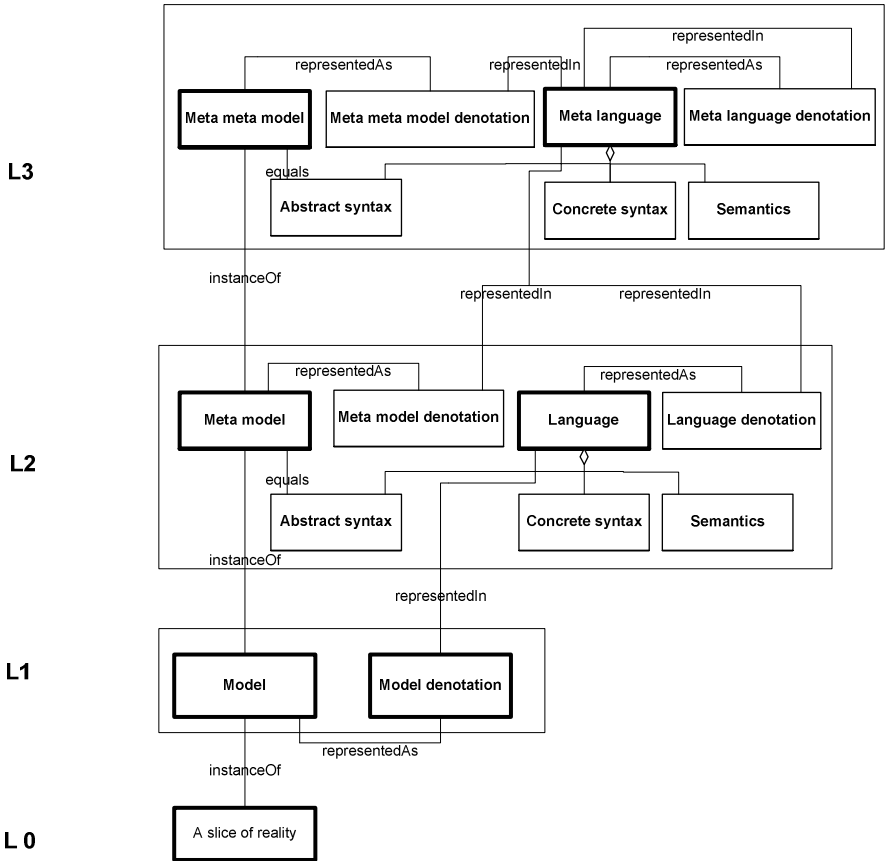 representedIn
representedAs
representedIn
representedAs
Meta meta model
Meta meta model denotation
Meta language
Meta language denotation
L3
equals
Abstract syntax
Concrete syntax
Semantics
instanceOf
representedIn
representedIn
representedAs
representedAs
Meta model
Meta model denotation
Language
Language denotation
L2
equals
Abstract syntax
Concrete syntax
Semantics
instanceOf
representedIn
L1
Model
Model denotation
representedAs
instanceOf
A slice of reality
L 0